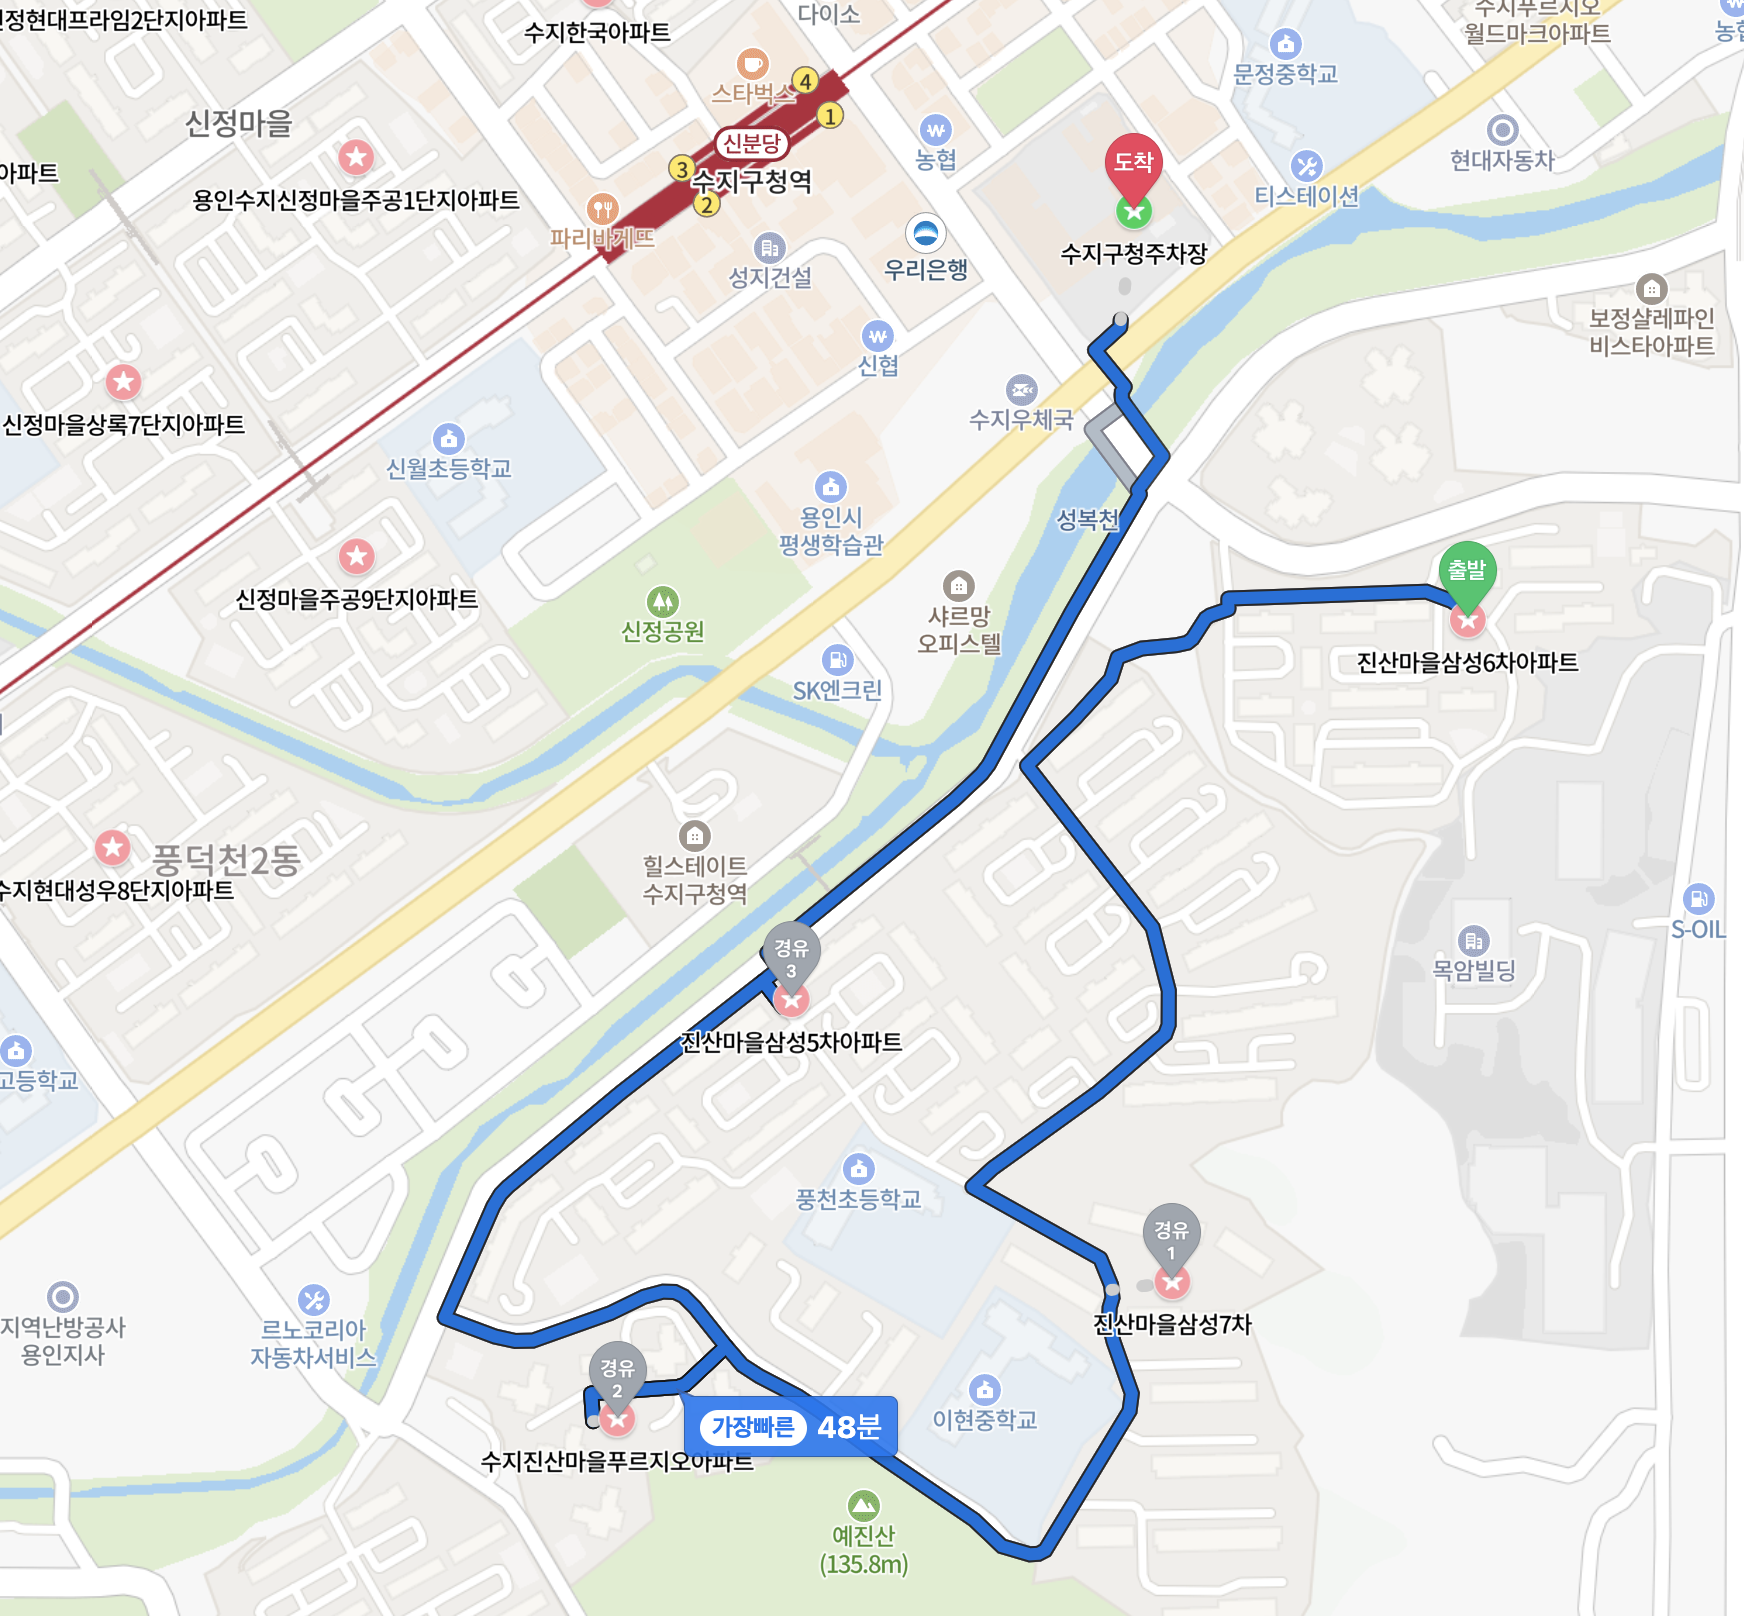 신정현대프라임2단지아파트
수지한국아파트
다이소
수지푸르지오
월드마크아파트
농협
문정중학교
스타벅스
4
1
신분당
3
수지구청역
2
파리바게뜨
신정마을
용인수지신정마을주공1단지아파트
아파트
농협
도착
수지구청주차장
티스테이션
현대자동차
성지건설
우리은행
보정샬레파인
비스타아파트
신협
수지우체국
신정마을상록7단지아파트
신월초등학교
용인시
평생학습관
성복천
신정마을주공9단지아파트
신정공원
샤르망
오피스텔
출발
진산마을삼성6차아파트
SK엔크린
풍덕천2동
수지현대성우8단지아파트
힐스테이트
수지구청역
S-OIL
목암빌딩
경유
3
진산마을삼성5차아파트
고등학교
풍천초등학교
경유
1
진산마을삼성7차
지역난방공사
용인지사
르노코리아
자동차서비스
경유
2
수지진산마을푸르지오아파트
가장빠른 48분
이현중학교
예진산
(135.8m)